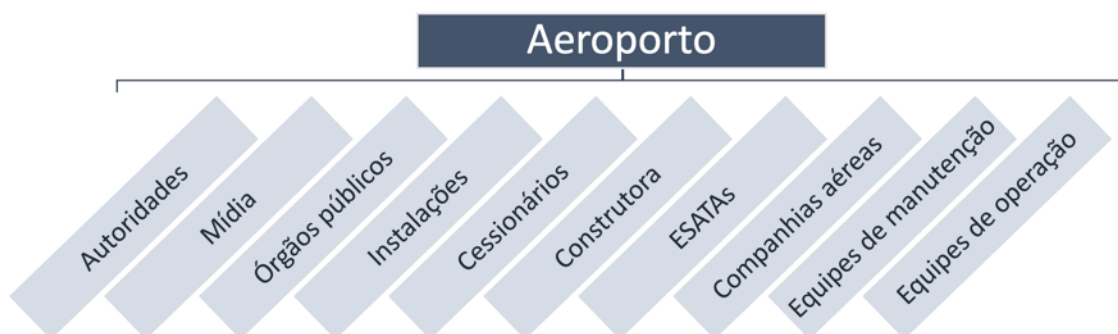 Aeroporto
Autoridades
Mídia
Órgãos públicos
Instalações
Cessionários
Construtora
ESATAs
Companhias aéreas
Equipes de manutenção
Equipes de operação